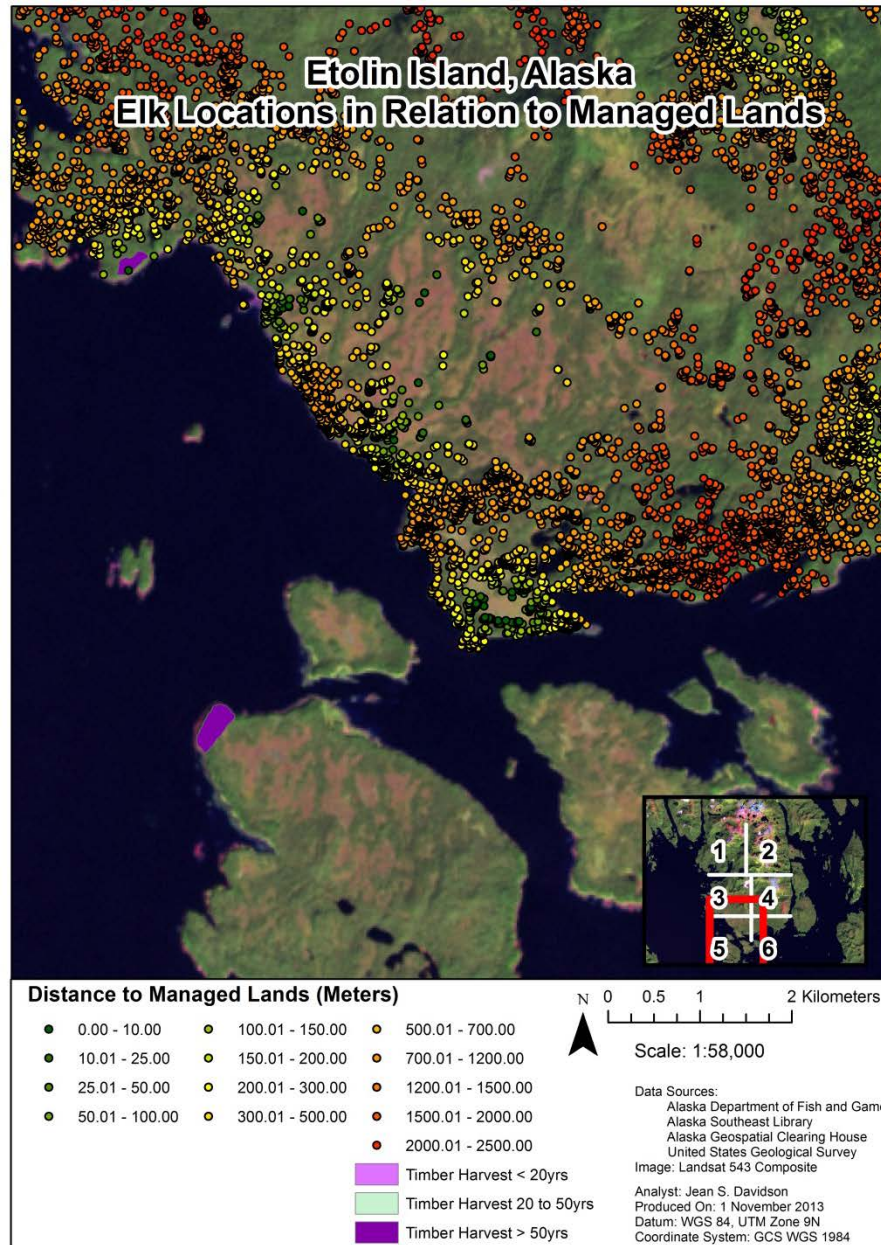 Etolin Island, Alaska
Elk Locations in Relation to Managed Lands
1 2
3 4
5 6
Distance to Managed Lands (Meters)
0.00 - 10.00
10.01 - 25.00
25.01 - 50.00
50.01 - 100.00
100.01 - 150.00
150.01 - 200.00
200.01 - 300.00
300.01 - 500.00
500.01 - 700.00
700.01 - 1200.00
1200.01 - 1500.00
1500.01 - 2000.00
2000.01 - 2500.00
Timber Harvest < 20yrs
Timber Harvest 20 to 50yrs
Timber Harvest > 50yrs
N
0 0.5 1 2 Kilometers
Scale: 1:58,000
Data Sources:
Alaska Department of Fish and Game
Alaska Southeast Library
Alaska Geospatial Clearing House
United States Geological Survey
Image: Landsat 543 Composite
Analyst: Jean S. Davidson
Produced On: 1 November 2013
Datum: WGS 84, UTM Zone 9N
Coordinate System: GCS WGS 1984